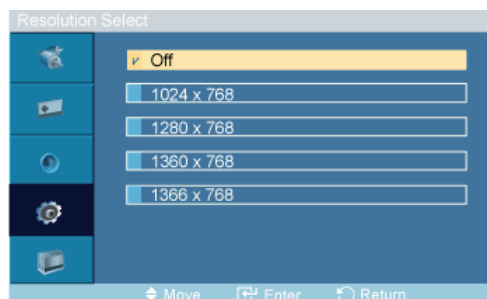 Resolution Select
Off
1024 x 768
1280 x 768
1360 x 768
1366 x 768
Move Enter Return